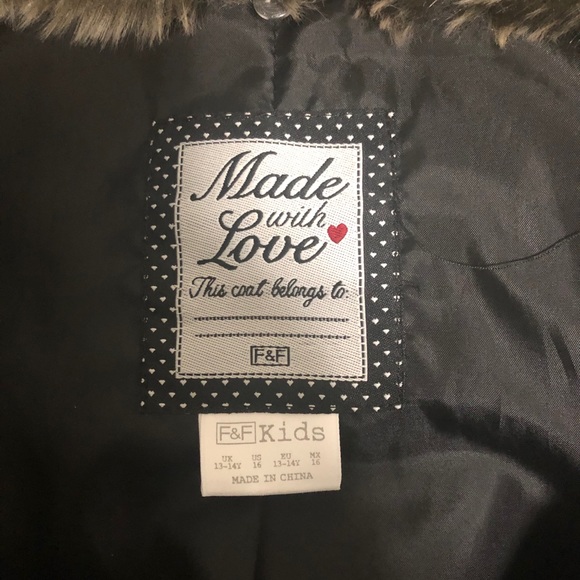 Made
with
Love
This coat belongs to:
F&F
F&F Kids
UK US EU MX
13-14Y 16 13-14Y 16
MADE IN CHINA